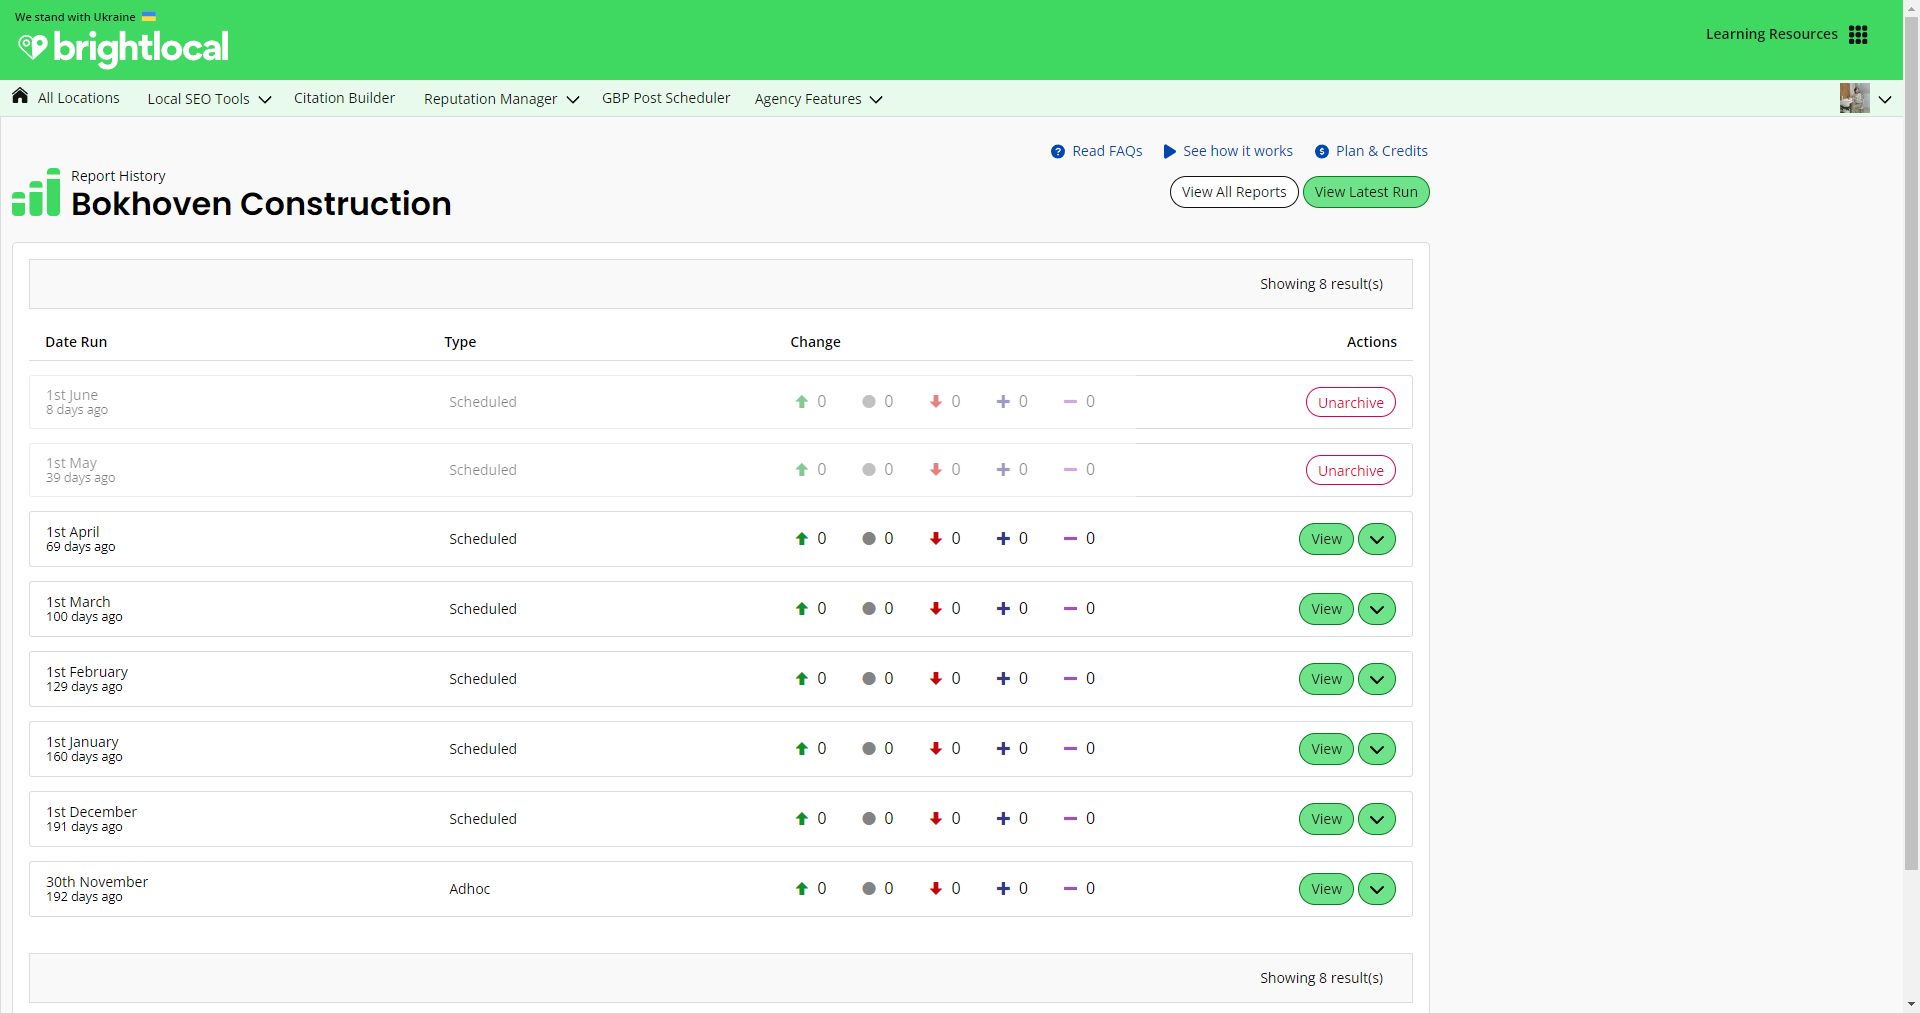 We stand with Ukraine
brightlocal
Learning Resources
All Locations Local SEO Tools Citation Builder Reputation Manager GBP Post Scheduler Agency Features
Read FAQs See how it works Plan & Credits
Report History
Bokhoven Construction
View All Reports View Latest Run
Showing 8 result(s)
Date Run Type Change Actions
1st June
8 days ago
Scheduled 0 0 0 0 0 Unarchive
1st May
39 days ago
Scheduled 0 0 0 0 0 Unarchive
1st April
69 days ago
Scheduled 0 0 0 0 0 View
1st March
100 days ago
Scheduled 0 0 0 0 0 View
1st February
129 days ago
Scheduled 0 0 0 0 0 View
1st January
160 days ago
Scheduled 0 0 0 0 0 View
1st December
191 days ago
Scheduled 0 0 0 0 0 View
30th November
192 days ago
Adhoc 0 0 0 0 0 View
Showing 8 result(s)